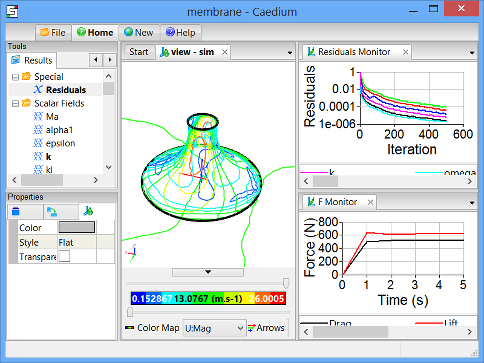 membrane - Caedium
File Home New Help
Tools
Results
Special
Residuals
Scalar Fields
Ma
alpha1
epsilon
k
kl
Properties
Color
Style Flat
Transpare
Start view - sim
0.152867 13.0767 (m.s-1) 26.0005
Color Map U:Mag Arrows
Residuals Monitor
Residuals
1
0.01
0.0001
1e-006
0 200 400 600
Iteration
k omega
F Monitor
Force (N)
800
600
400
200
0
0 1 2 3 4 5
Time (s)
Drag Lift